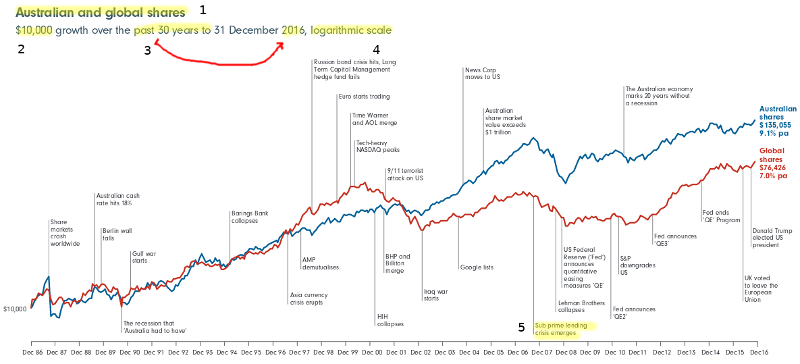 Australian and global shares 1
$10,000 growth over the past 30 years to 31 December 2016, logarithmic scale
2
3
4
Russian bond crisis hits, Long
Term Capital Management
hedge fund fails
News Corp
moves to US
Euro starts trading
The Australian economy
marks 20 years without
a recession
Time Warner
and AOL merge
Australian
share market
value exceeds
$1 trillion
Australian
shares
$135,055
9.1% pa
Tech-heavy
NASDAQ peaks
Global
shares
$76,426
7.0% pa
9/11 terrorist
attack on US
Australian cash
rate hits 18%
Share
markets
crash
worldwide
Barings Bank
collapses
Berlin wall
falls
Fed ends
'QE' Program
Gulf war
starts
Donald Trump
elected US
president
Fed announces
'QE3'
AMP
demutualises
BHP and
Billiton
merge
Google lists
US Federal
Reserve ('Fed')
announces
quantitative
easing
measures 'QE'
S&P
downgrades
US
UK voted
to leave the
European
Union
Asia currency
crisis erupts
Iraq war
starts
Lehman Brothers
collapses
Fed announces
'QE2'
$10,000
The recession that
'Australia had to have'
HIH
collapses
5
Sub prime lending
crisis emerges
Dec 86 Dec 87 Dec 88 Dec 89 Dec 90 Dec 91 Dec 92 Dec 93 Dec 94 Dec 95 Dec 96 Dec 97 Dec 98 Dec 99 Dec 00 Dec 01 Dec 02 Dec 03 Dec 04 Dec 05 Dec 06 Dec 07 Dec 08 Dec 09 Dec 10 Dec 11 Dec 12 Dec 13 Dec 14 Dec 15 Dec16